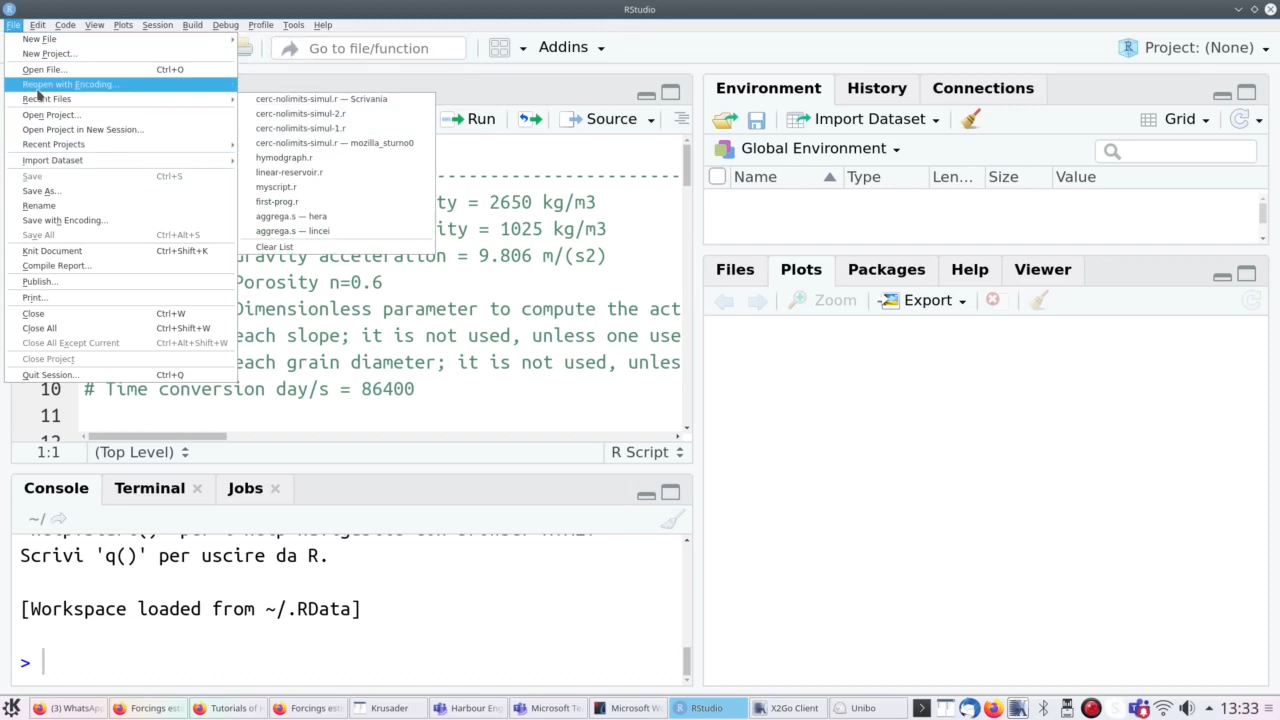 RStudio
File Edit Code View Plots Session Build Debug Profile Tools Help
Go to file/function
Addins
Project: (None)
New File
New Project...
Open File... Ctrl+O
Reopen with Encoding...
Recent Files
Open Project...
Open Project in New Session...
Recent Projects
Import Dataset
Save Ctrl+S
Save As...
Rename
Save with Encoding...
Save All Ctrl+Alt+S
Knit Document Ctrl+Shift+K
Compile Report...
Publish...
Print...
Close Ctrl+W
Close All Ctrl+Shift+W
Close All Except Current Ctrl+Alt+Shift+W
Close Project
Quit Session... Ctrl+Q
cerc-nolimits-simul.r — Scrivania
cerc-nolimits-simul-2.r
cerc-nolimits-simul-1.r
cerc-nolimits-simul.r — mozilla_sturno0
hymodgraph.r
linear-reservoir.r
myscript.r
first-prog.r
aggrega.s — hera
aggrega.s — lincei
Clear List
Run
Source
ty = 2650 kg/m3
ity = 1025 kg/m3
Gravity acceleration = 9.806 m/(s2)
Porosity n=0.6
Dimensionless parameter to compute the act
each slope; it is not used, unless one use
each grain diameter; it is not used, unles
10 # Time conversion day/s = 86400
11
12
1:1 (Top Level) R Script
Console Terminal Jobs
~/
Scrivi 'q()' per uscire da R.
[Workspace loaded from ~/.RData]
>
Environment History Connections
Import Dataset
Grid
Global Environment
Name Type Len... Size Value
Files Plots Packages Help Viewer
Zoom Export
(3) WhatsAp Forcings esti Tutorials of Forcings esti Krusader Harbour Eng Microsoft Tea Microsoft W RStudio X2Go Client Unibo 13:33